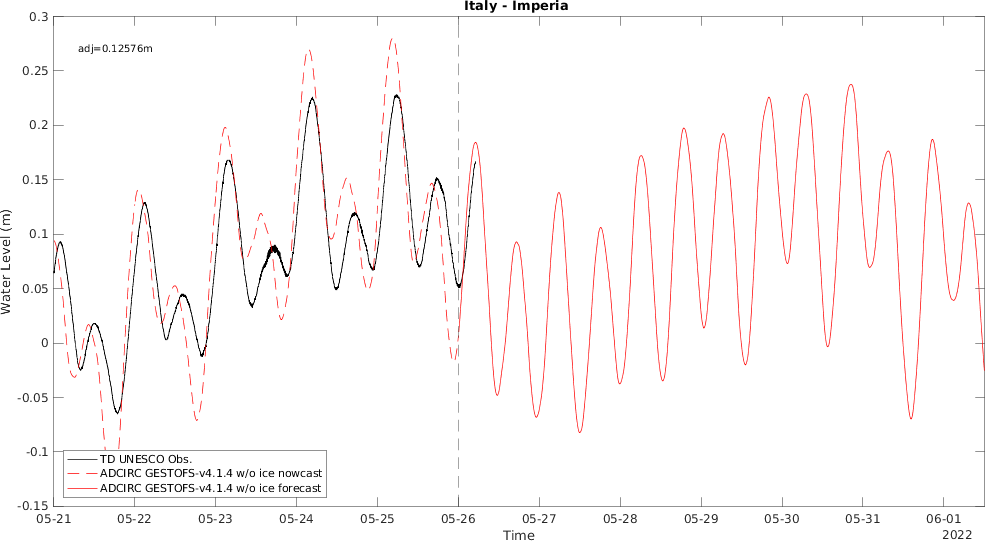 Italy - Imperia
adj=0.12576m
0.3
0.25
0.2
0.15
0.1
0.05
0
-0.05
-0.1
-0.15
Water Level (m)
TD UNESCO Obs.
ADCIRC GESTOFS-v4.1.4 w/o ice nowcast
ADCIRC GESTOFS-v4.1.4 w/o ice forecast
05-21 05-22 05-23 05-24 05-25 05-26 05-27 05-28 05-29 05-30 05-31 06-01
Time
2022